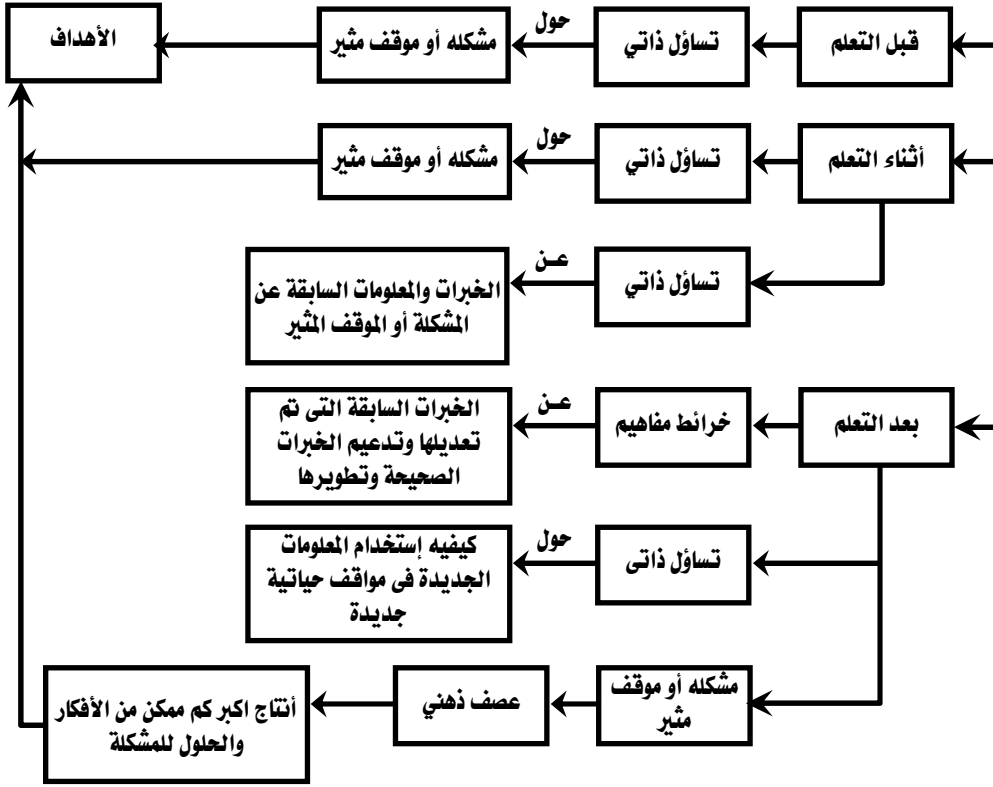 قبل التعلم
تساؤل ذاتي
حول
مشكله أو موقف مثير
الأهداف
أثناء التعلم
تساؤل ذاتي
حول
مشكله أو موقف مثير
تساؤل ذاتي
عـن
الخبرات والمعلومات السابقة عن
المشكلة أو الموقف المثير
بعد التعلم
خرائط مفاهيم
عـن
الخبرات السابقة التى تم
تعديلها وتدعيم الخبرات
الصحيحة وتطويرها
تساؤل ذاتى
حول
كيفيه إستخدام المعلومات
الجديدة فى مواقف حياتية
جديدة
مشكله أو موقف
مثير
عصف ذهني
أنتاج اكبر كم ممكن من الأفكار
والحلول للمشكلة